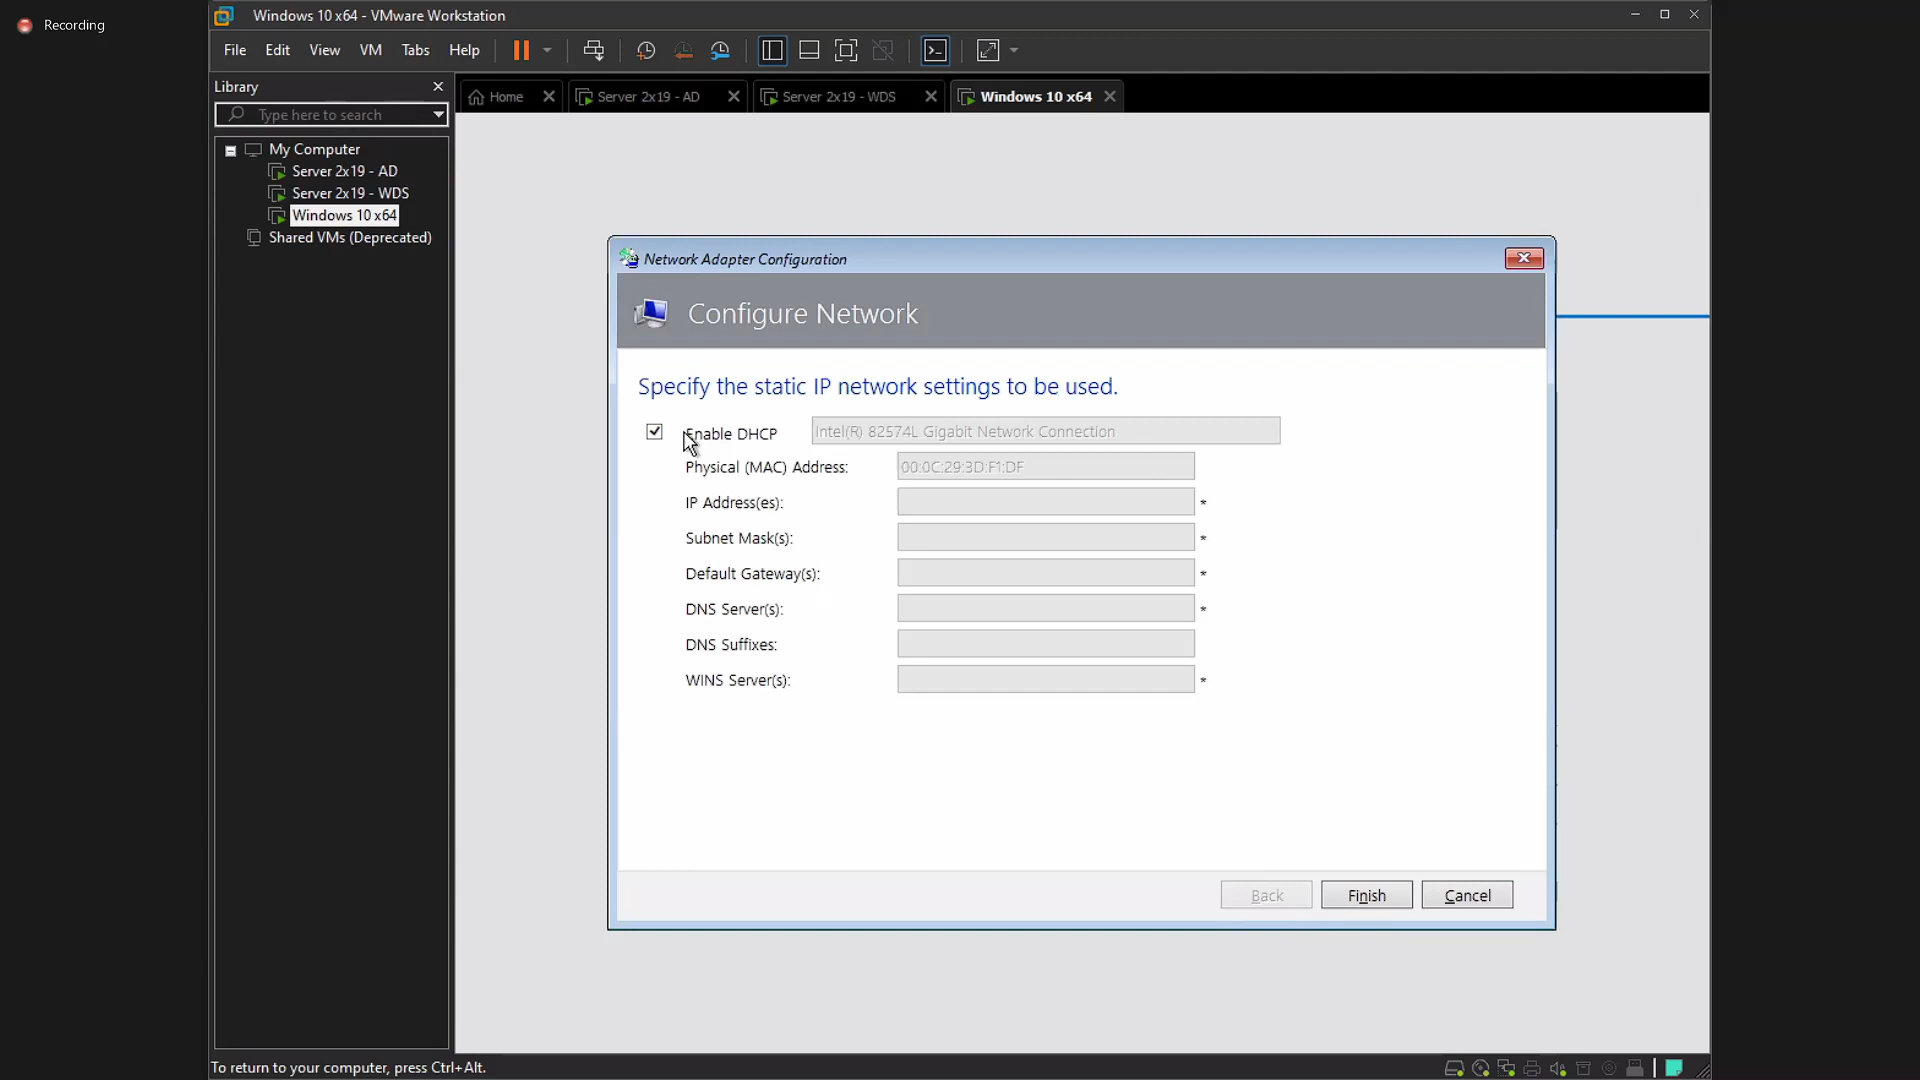 Recording
Windows 10 x64 - VMware Workstation
File Edit View VM Tabs Help
Library
Type here to search
My Computer
Server 2x19 - AD
Server 2x19 - WDS
Windows 10 x64
Shared VMs (Deprecated)
Home
Server 2x19 - AD
Server 2x19 - WDS
Windows 10 x64
Network Adapter Configuration
Configure Network
Specify the static IP network settings to be used.
Enable DHCP Intel(R) 82574L Gigabit Network Connection
Physical (MAC) Address: 00:0C:29:3D:F1:DF
IP Address(es): *
Subnet Mask(s): *
Default Gateway(s): *
DNS Server(s): *
DNS Suffixes:
WINS Server(s): *
Back Finish Cancel
To return to your computer, press Ctrl+Alt.